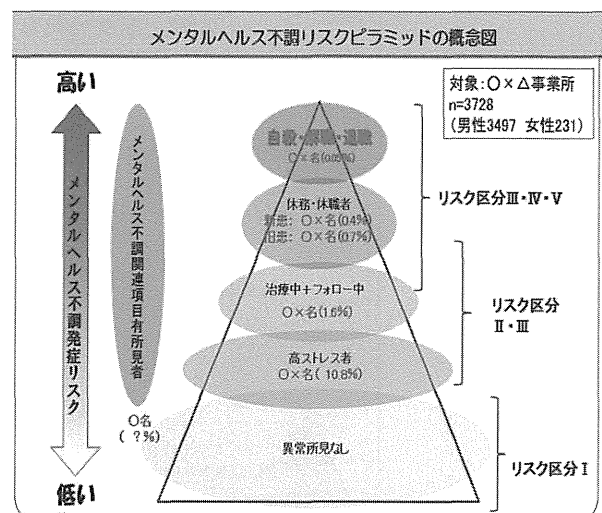 メンタルヘルス不調リスクピラミッドの概念図
高い
対象：○×△事業所
n=3728
(男性3497 女性231)
メンタルヘルス不調発症リスク
メンタルヘルス不調関連項目有所見者
○名
( ?%)
低い
自殺・解職・退職
○×名
休務・休職者
新患：○×名(0.4%)
旧患：○×名(0.7%)
治療中+フォロー中
○×名(1.6%)
高ストレス者
○×名( 10.8%)
異常所見なし
リスク区分Ⅲ・Ⅳ・Ⅴ
リスク区分
Ⅱ・Ⅲ
リスク区分Ⅰ